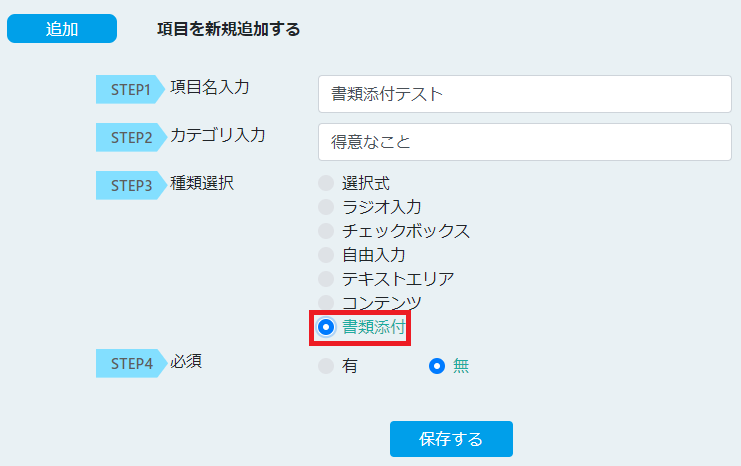 追加 項目を新規追加する
STEP1 項目名入力 書類添付テスト
STEP2 カテゴリ入力 得意なこと
STEP3 種類選択 選択式
ラジオ入力
チェックボックス
自由入力
テキストエリア
コンテンツ
書類添付
STEP4 必須 有 無
保存する